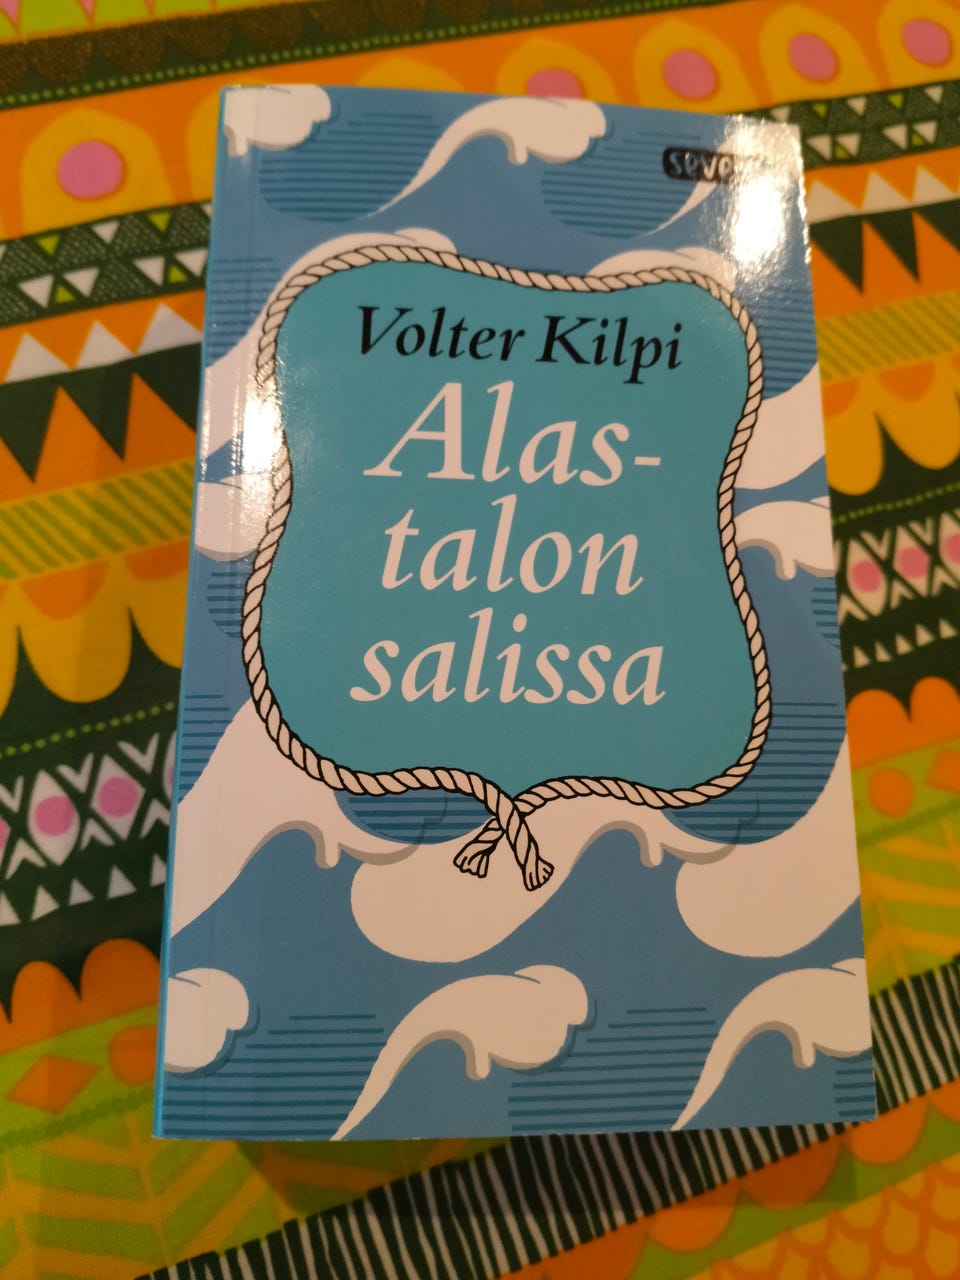 Volter Kilpi
Alas-
talon
salissa